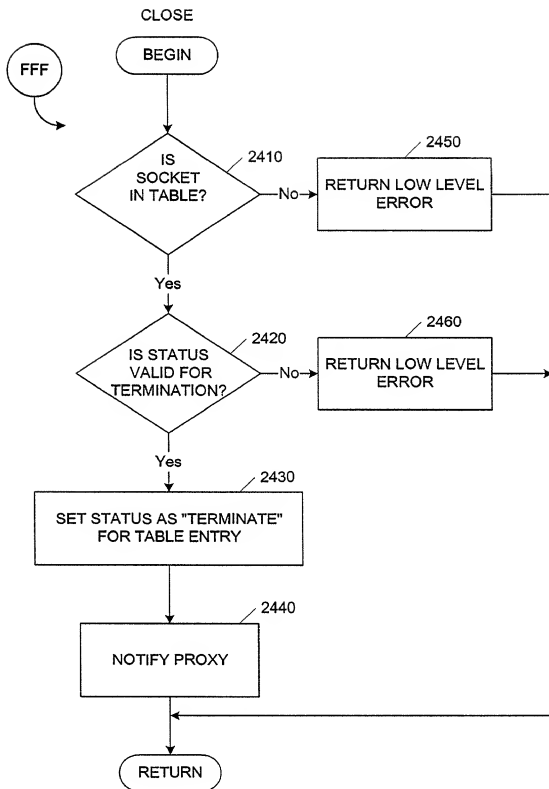 CLOSE
BEGIN
FFF
2410
IS
SOCKET
IN TABLE?
No
2450
RETURN LOW LEVEL
ERROR
Yes
2420
IS STATUS
VALID FOR
TERMINATION?
No
2460
RETURN LOW LEVEL
ERROR
Yes
2430
SET STATUS AS "TERMINATE"
FOR TABLE ENTRY
2440
NOTIFY PROXY
RETURN